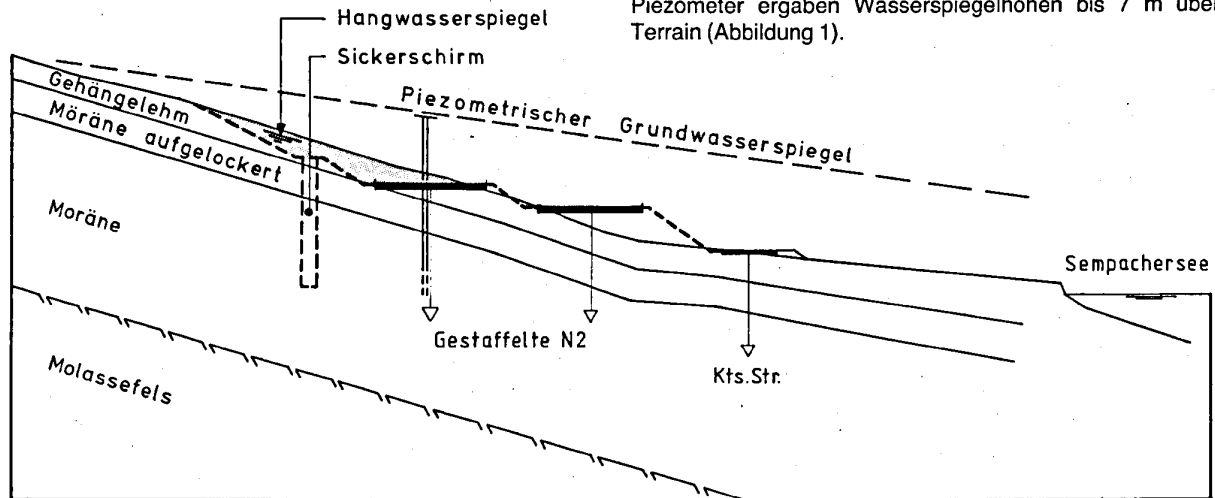 Piezometer ergaben Wasserspiegelhöhen bis 7 m über
Terrain (Abbildung 1).
Hangwasserspiegel
Sickerschirm
Gehängelehm
Möräne aufgelockert
Moräne
Molassefels
Piezometrischer Grundwasserspiegel
Gestaffelte N2
Kts.Str.
Sempachersee